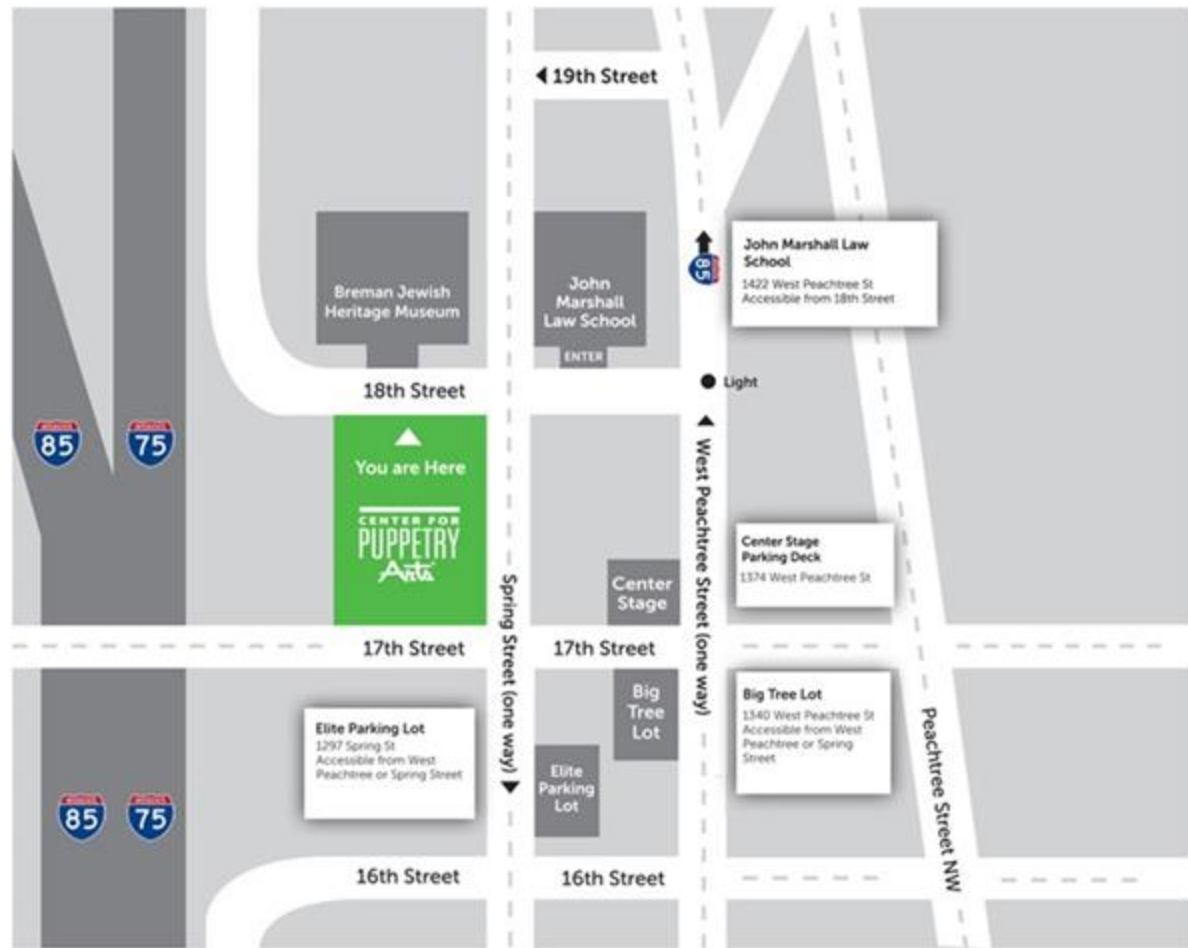 19th Street
John Marshall Law
School
1422 West Peachtree St
Accessible from 18th Street
85
Breman Jewish
Heritage Museum
John
Marshall
Law School
ENTER
Light
18th Street
85
75
You are Here
CENTER FOR
PUPPETRY
Arts
West Peachtree Street (one way)
Spring Street (one way)
Center Stage
Parking Deck
1374 West Peachtree St
Center
Stage
17th Street
17th Street
Big
Tree
Lot
Big Tree Lot
1340 West Peachtree St
Accessible from West
Peachtree or Spring
Street
Elite Parking Lot
1297 Spring St
Accessible from West
Peachtree or Spring Street
Elite
Parking
Lot
85
75
Peachtree Street NW
16th Street
16th Street